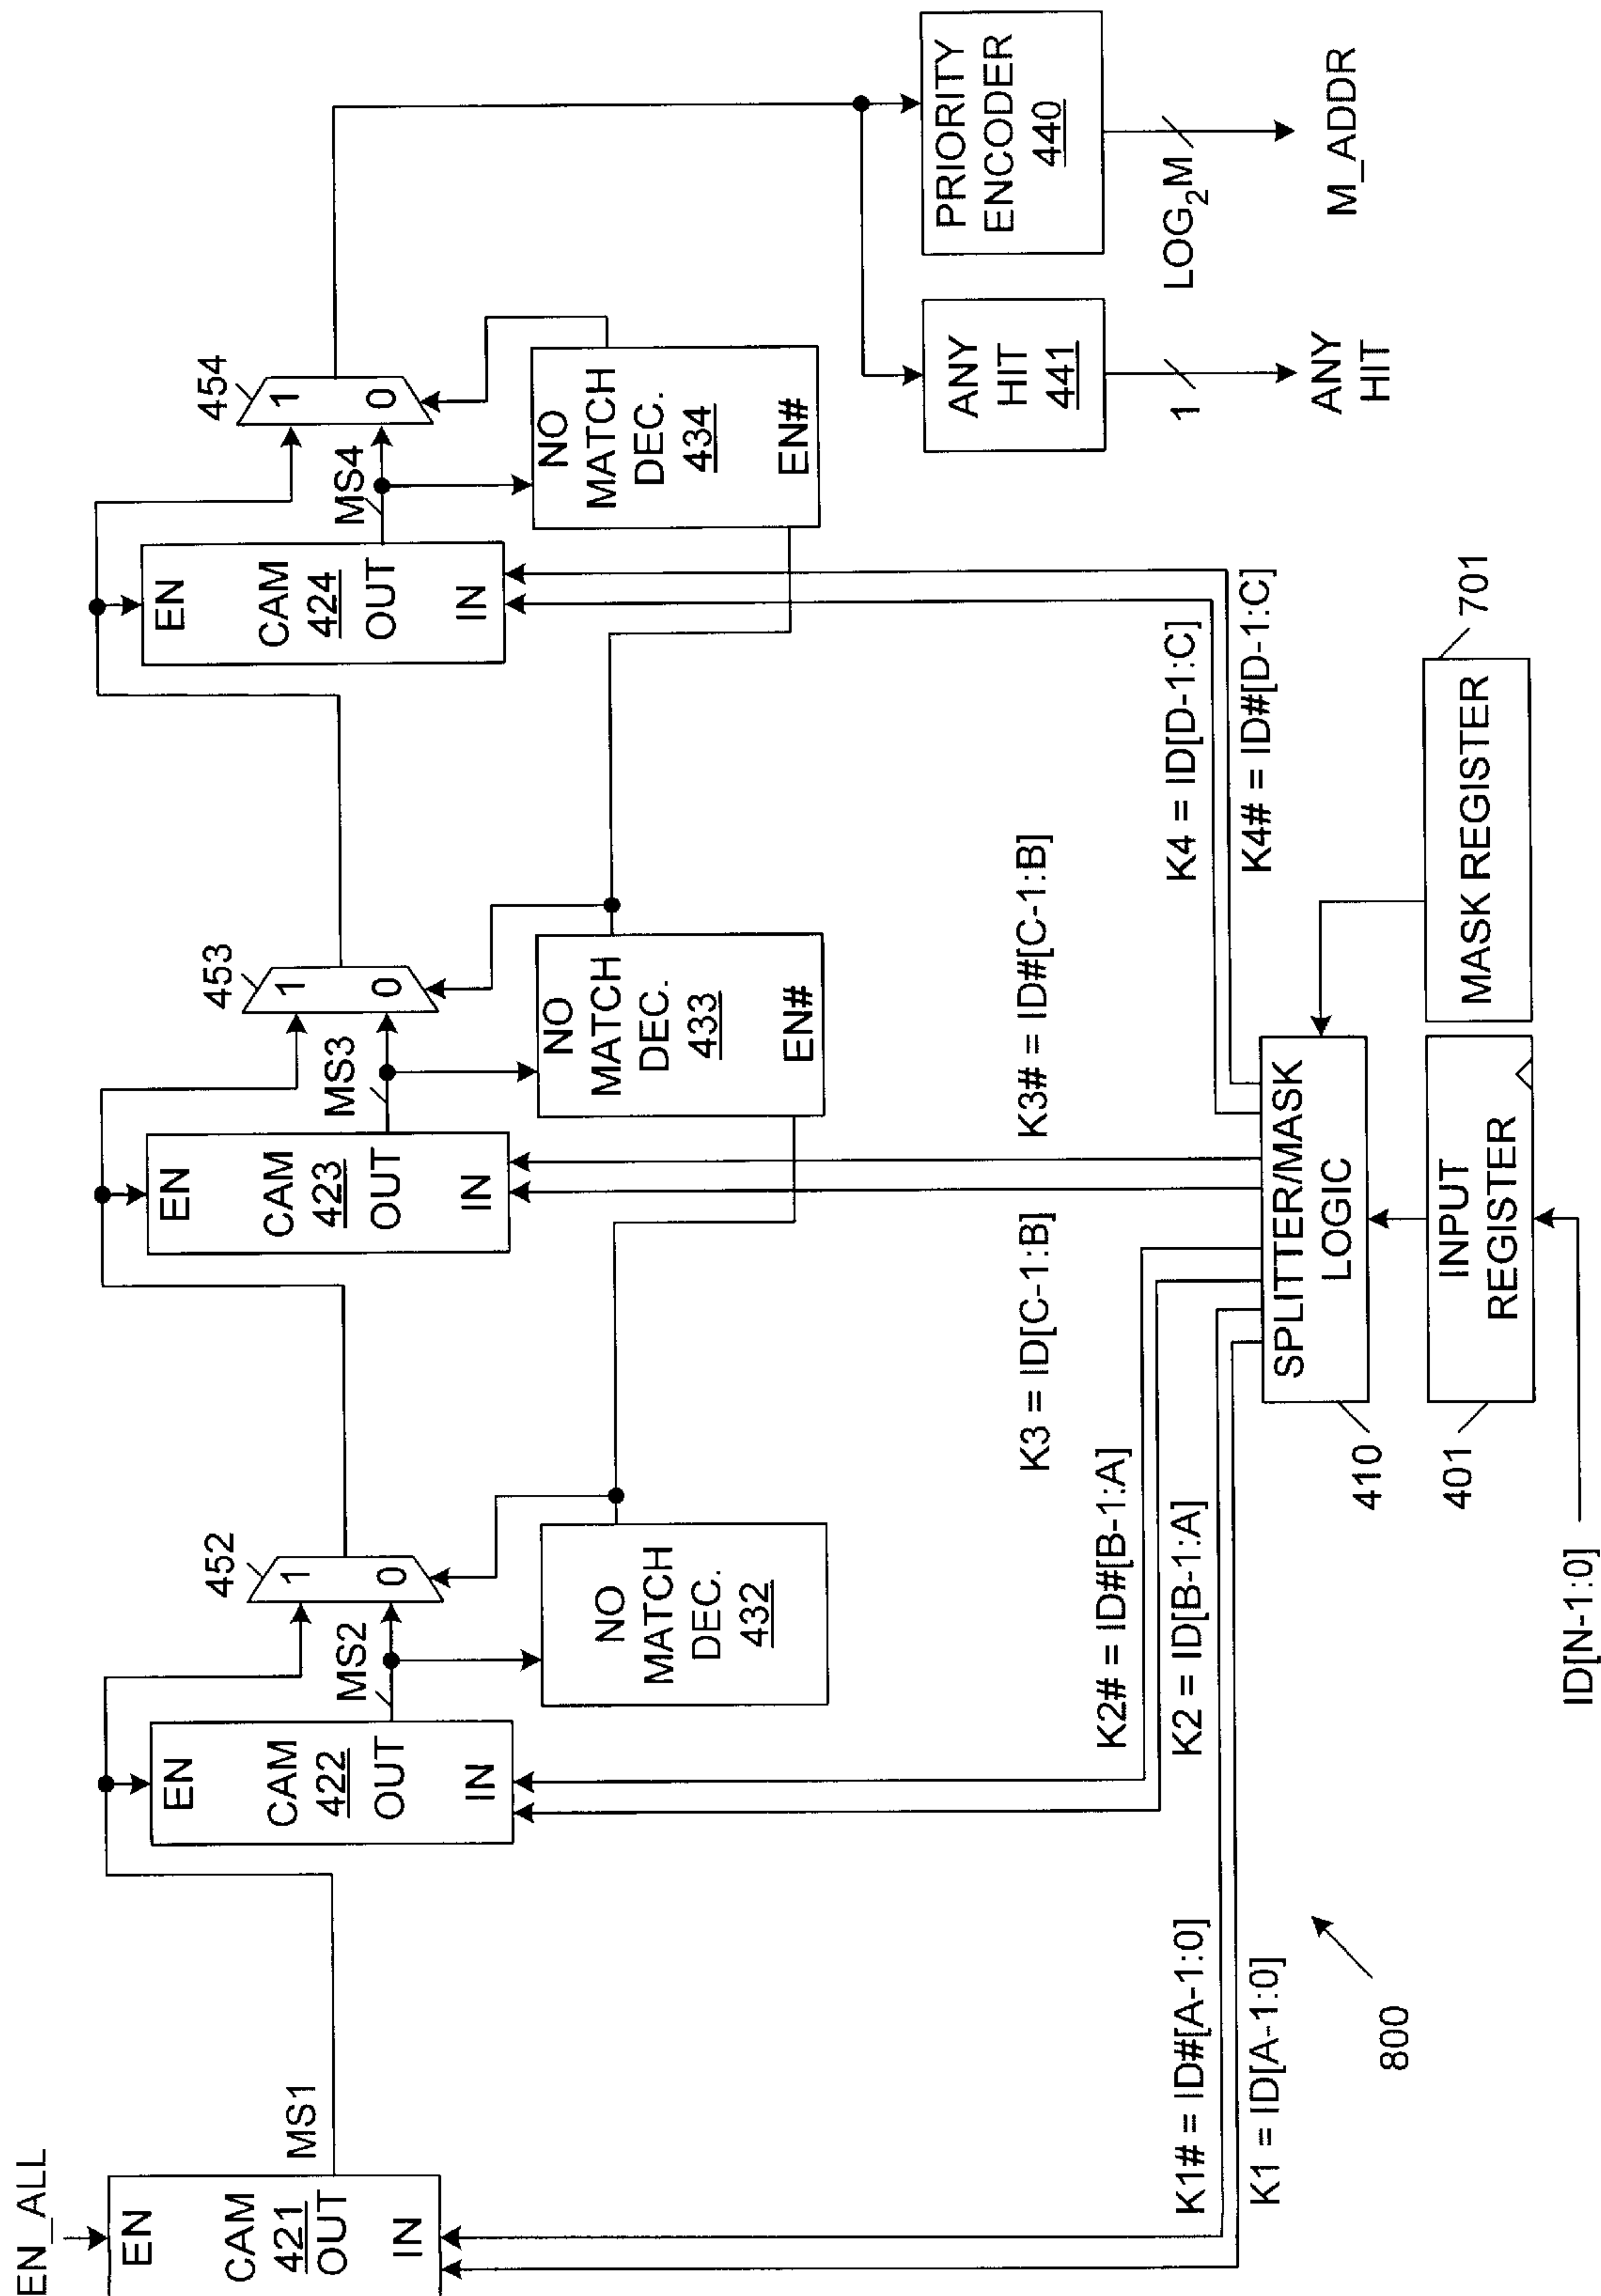 EN_ALL
EN
CAM
421
OUT
IN
MS1
EN
CAM
422
OUT
IN
MS2
452
1
0
NO
MATCH
DEC.
432
EN
CAM
423
OUT
IN
MS3
453
1
0
NO
MATCH
DEC.
433
EN#
EN
CAM
424
OUT
IN
MS4
454
1
0
NO
MATCH
DEC.
434
EN#
PRIORITY
ENCODER
440
LOG2M
M_ADDR
ANY
HIT
441
1
ANY
HIT
K1# = ID#[A-1:0]
K1 = ID[A-1:0]
K2# = ID#[B-1:A]
K2 = ID[B-1:A]
K3 = ID[C-1:B]
K3# = ID#[C-1:B]
K4 = ID[D-1:C]
K4# = ID#[D-1:C]
SPLITTER/MASK
LOGIC
410
INPUT
REGISTER
401
MASK REGISTER
701
ID[N-1:0]
800